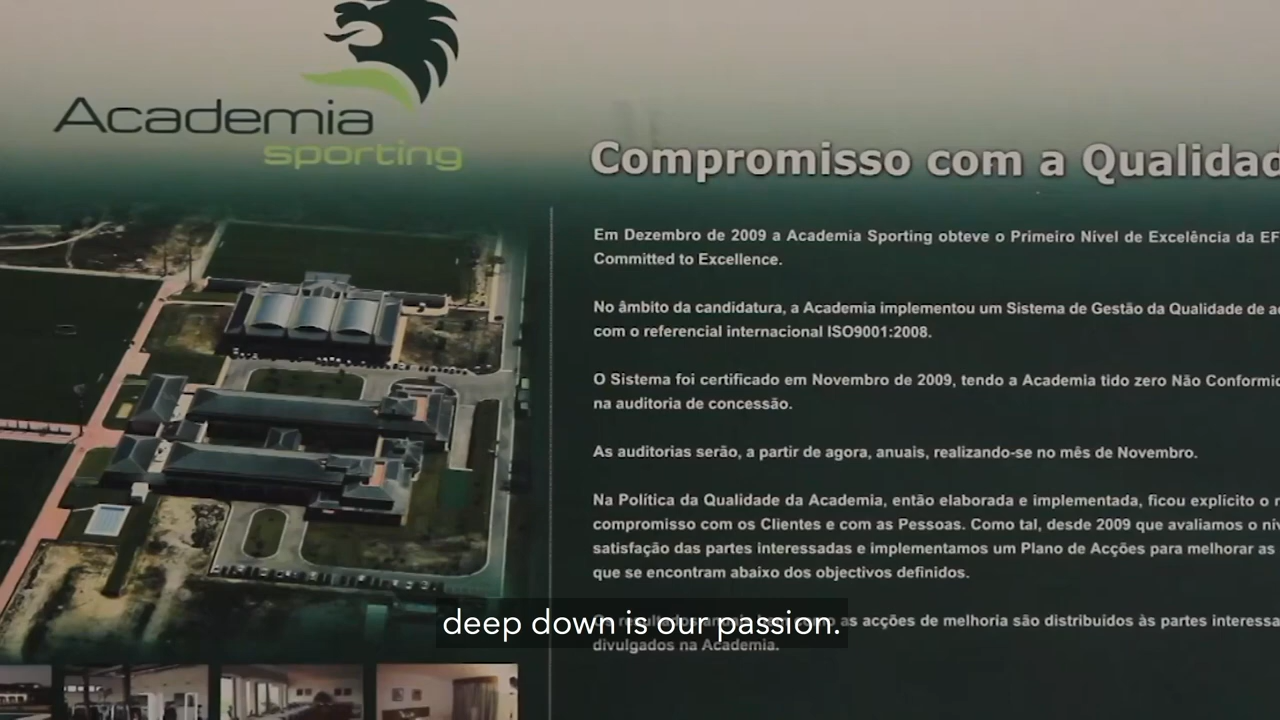 Academia
sporting
Compromisso com a Qualidad
Em Dezembro de 2009 a Academia Sporting obteve o Primeiro Nível de Excelência da EF
Committed to Excellence.
No âmbito da candidatura, a Academia implementou um Sistema de Gestão da Qualidade de a
com o referencial internacional ISO9001:2008.
O Sistema foi certificado em Novembro de 2009, tendo a Academia tido zero Não Conformid
na auditoria de concessão.
As auditorias serão, a partir de agora, anuais, realizando-se no mês de Novembro.
Na Política da Qualidade da Academia, então elaborada e implementada, ficou explícito o
compromisso com os Clientes e com as Pessoas. Como tal, desde 2009 que avaliamos o ní
satisfação das partes interessadas e implementamos um Plano de Acções para melhorar as
que se encontram abaixo dos objectivos definidos.
as acções de melhoria são distribuídos às partes interessa
divulgados na Academia.
deep down is our passion.